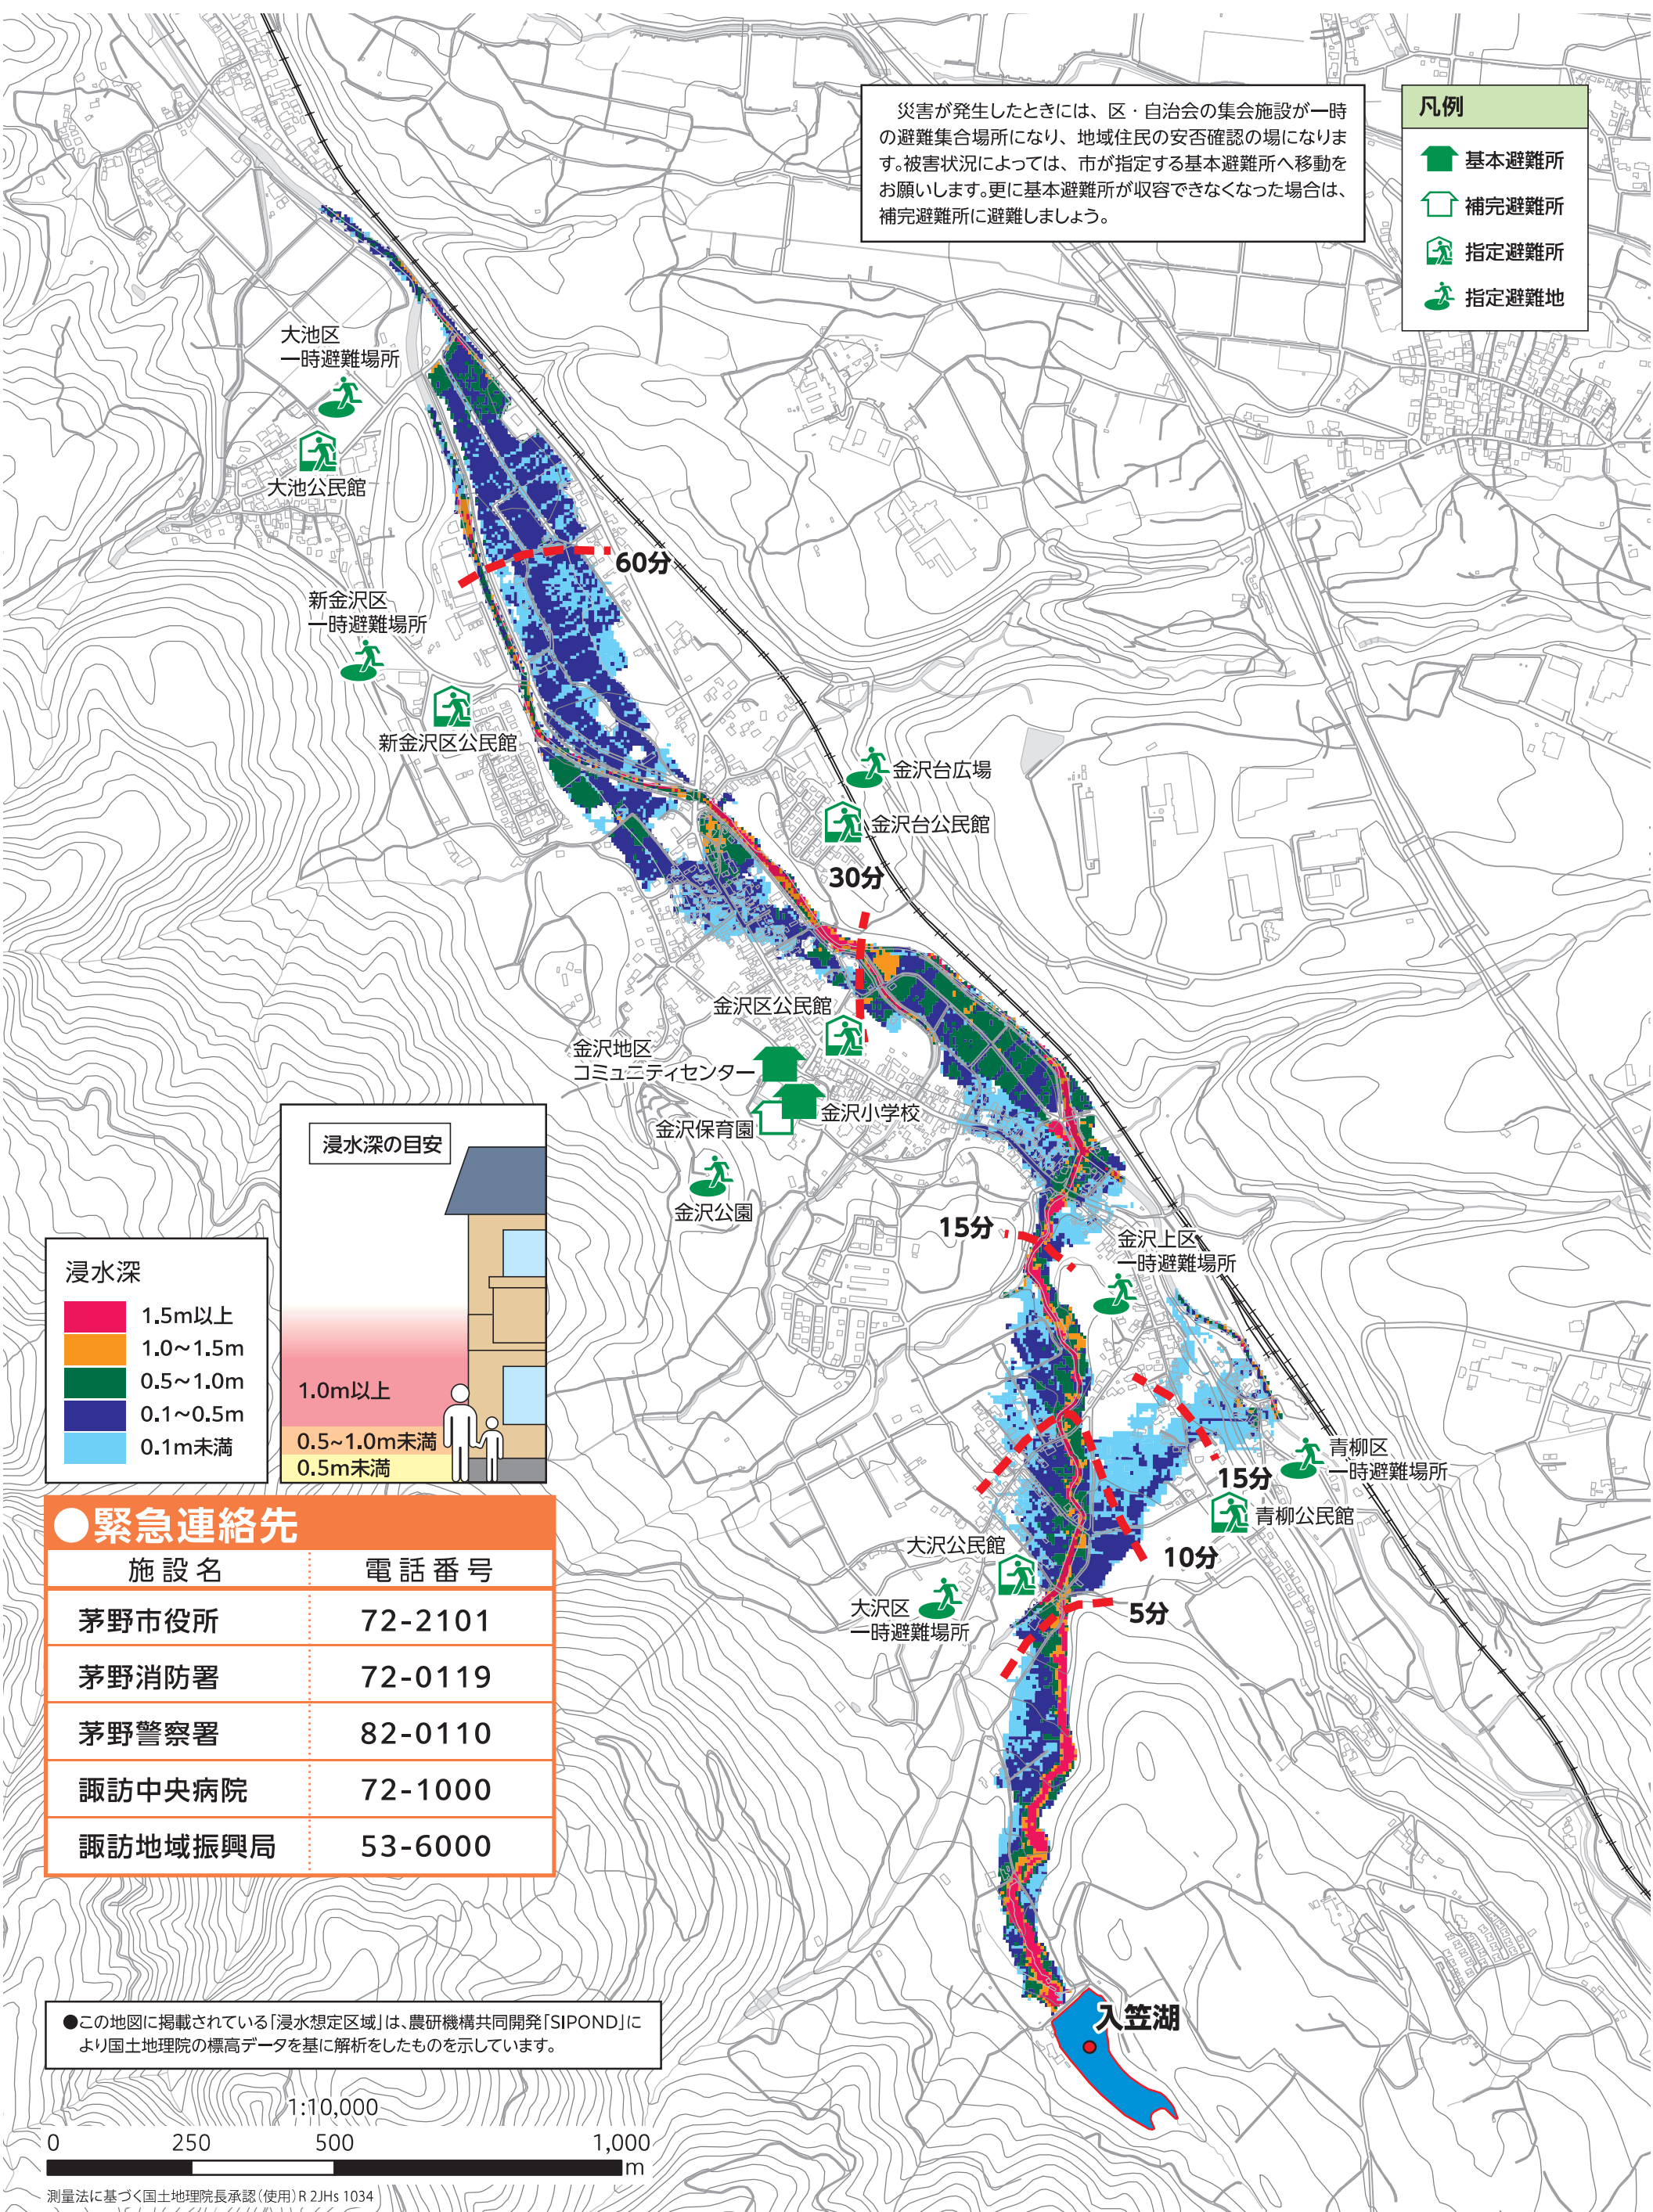 災害が発生したときには、区・自治会の集会施設が一時
の避難集合場所になり、地域住民の安否確認の場になりま
す。被害状況によっては、市が指定する基本避難所へ移動を
お願いします。更に基本避難所が収容できなくなった場合は、
補完避難所に避難しましょう。
凡例
基本避難所
補完避難所
指定避難所
指定避難地
大池区
一時避難場所
大池公民館
60分
新金沢区
一時避難場所
新金沢区公民館
金沢台広場
金沢台公民館
30分
金沢区公民館
金沢地区
コミュニティセンター
金沢小学校
金沢保育園
金沢公園
15分
金沢上区
一時避難場所
青柳区
一時避難場所
15分
青柳公民館
10分
大沢公民館
大沢区
一時避難場所
5分
入笠湖
浸水深の目安
1.0m以上
0.5~1.0m未満
0.5m未満
浸水深
1.5m以上
1.0~1.5m
0.5~1.0m
0.1~0.5m
0.1m未満
●緊急連絡先
施設名 電話番号
茅野市役所 72-2101
茅野消防署 72-0119
茅野警察署 82-0110
諏訪中央病院 72-1000
諏訪地域振興局 53-6000
●この地図に掲載されている「浸水想定区域」は、農研機構共同開発「SIPOND」に
より国土地理院の標高データを基に解析をしたものを示しています。
1:10,000
0 250 500 1,000
m
測量法に基づく国土地理院長承認(使用)R 2JHs 1034